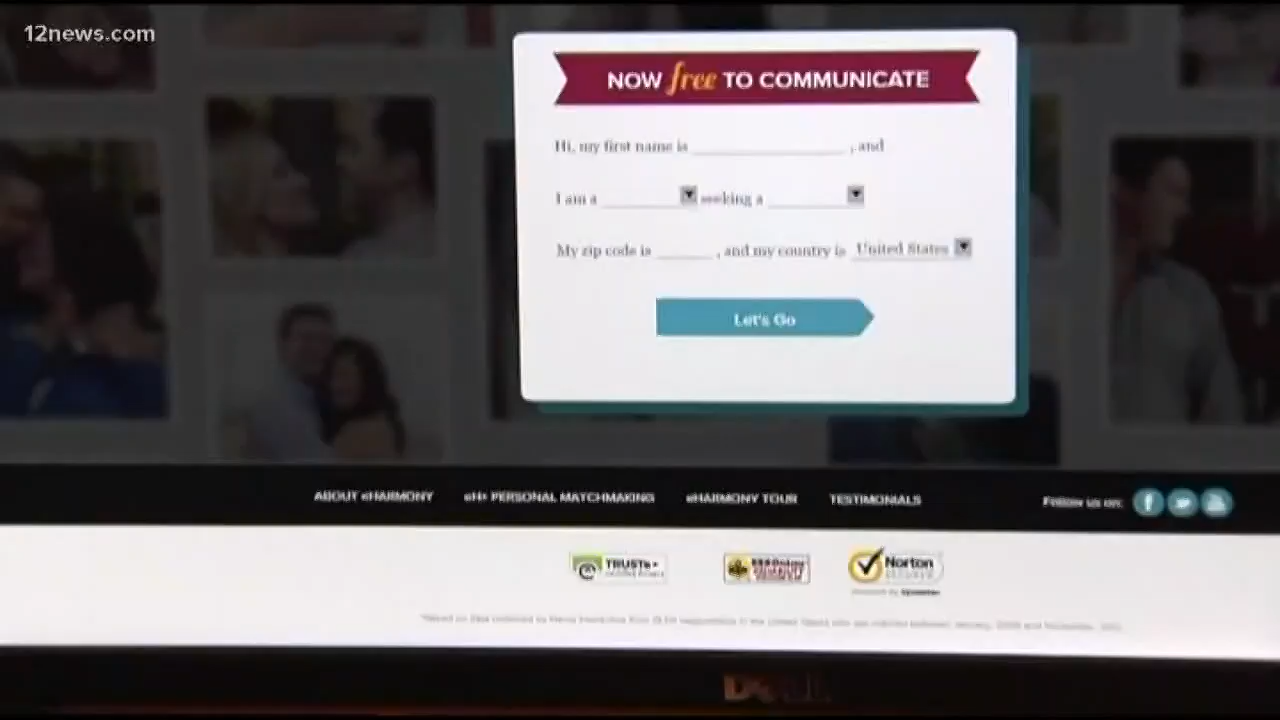 12news.com
NOW free TO COMMUNICATE
Hi, my first name is , and
I am a seeking a
My zip code is , and my country is United States
Let's Go
ABOUT eHARMONY eH+ PERSONAL MATCHMAKING eHARMONY TOUR TESTIMONIALS Follow us on:
TRUSTe Norton
DELL